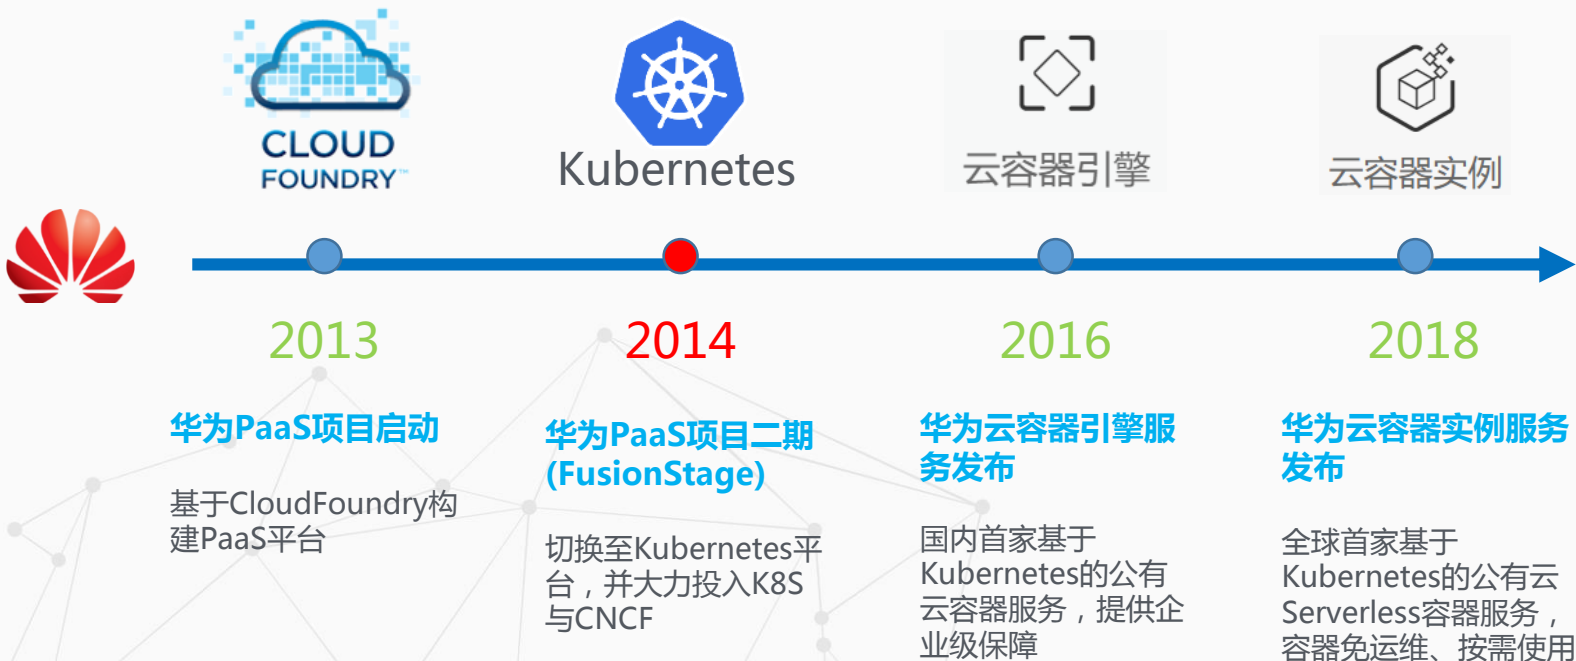 CLOUD
FOUNDRY™
Kubernetes
云容器引擎
云容器实例
2013
2014
2016
2018
华为PaaS项目启动
基于CloudFoundry构
建PaaS平台
华为PaaS项目二期
(FusionStage)
切换至Kubernetes平
台，并大力投入K8S
与CNCF
华为云容器引擎服
务发布
国内首家基于
Kubernetes的公有
云容器服务，提供企
业级保障
华为云容器实例服务
发布
全球首家基于
Kubernetes的公有云
Serverless容器服务，
容器免运维、按需使用